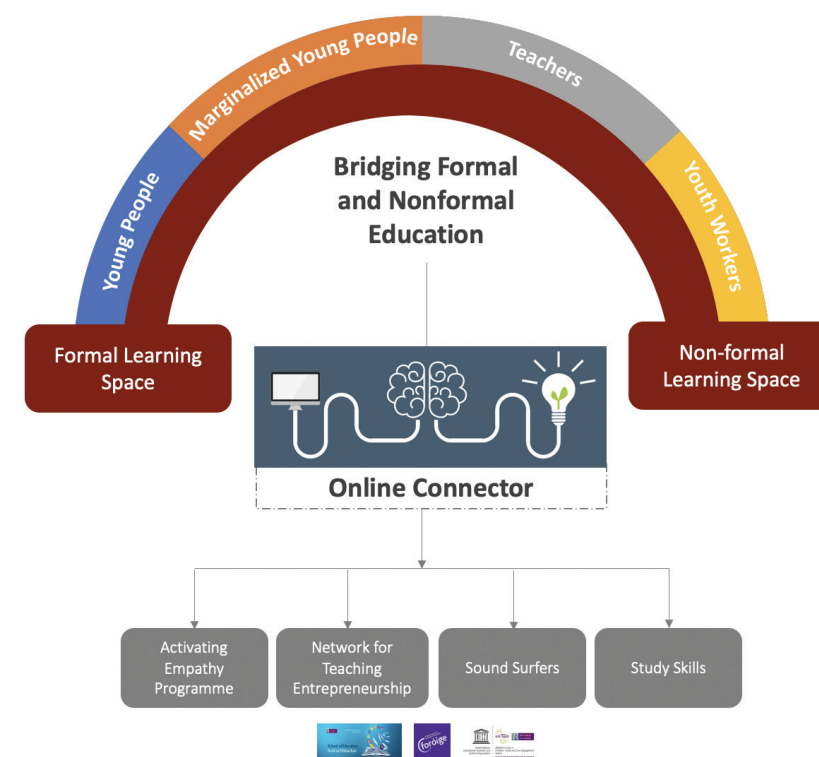 Young People
Marginalized Young People
Teachers
Youth Workers
Bridging Formal
and Nonformal
Education
Formal Learning
Space
Non-formal
Learning Space
Online Connector
Activating
Empathy
Programme
Network for
Teaching
Entrepreneurship
Sound Surfers
Study Skills
foróige